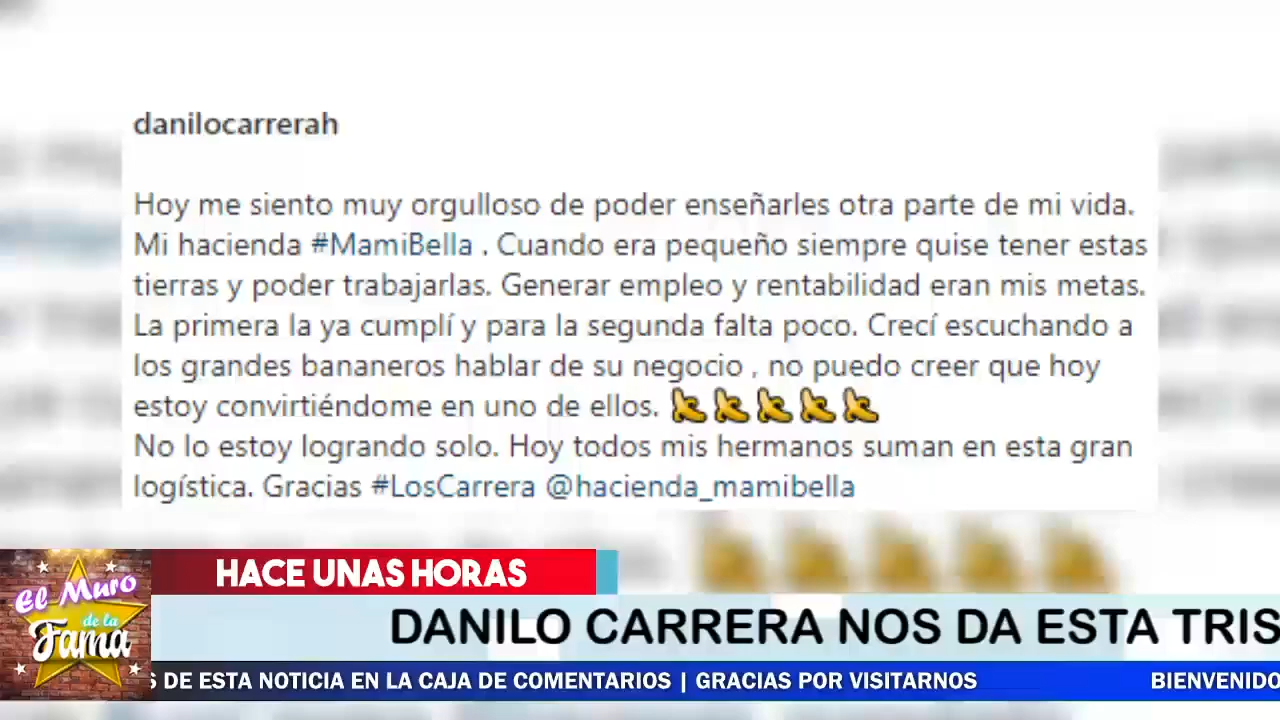 danilocarrerah
Hoy me siento muy orgulloso de poder enseñarles otra parte de mi vida.
Mi hacienda #MamiBella . Cuando era pequeño siempre quise tener estas
tierras y poder trabajarlas. Generar empleo y rentabilidad eran mis metas.
La primera la ya cumplí y para la segunda falta poco. Crecí escuchando a
los grandes bananeros hablar de su negocio , no puedo creer que hoy
estoy convirtiéndome en uno de ellos. 🍌🍌🍌🍌🍌
No lo estoy logrando solo. Hoy todos mis hermanos suman en esta gran
logística. Gracias #LosCarrera @hacienda_mamibella
HACE UNAS HORAS
El Muro
de la
Fama
DANILO CARRERA NOS DA ESTA TRIS
S DE ESTA NOTICIA EN LA CAJA DE COMENTARIOS | GRACIAS POR VISITARNOS BIENVENIDO